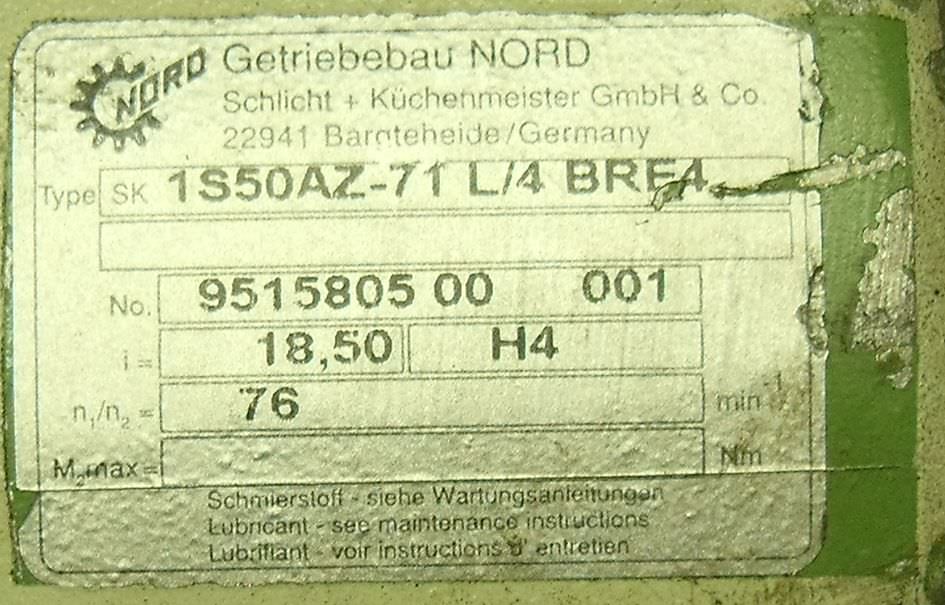 NORD
Getriebebau NORD
Schlicht + Küchenmeister GmbH & Co.
22941 Bargteheide/Germany
Type SK 1S50AZ-71 L/4 BRE4
No. 9515805 00 001
i = 18,50 H4
n₁/n₂ = 76 min⁻¹
M₂max= Nm
Schmierstoff - siehe Wartungsanleitungen
Lubricant - see maintenance instructions
Lubrifiant - voir instructions d' entretien